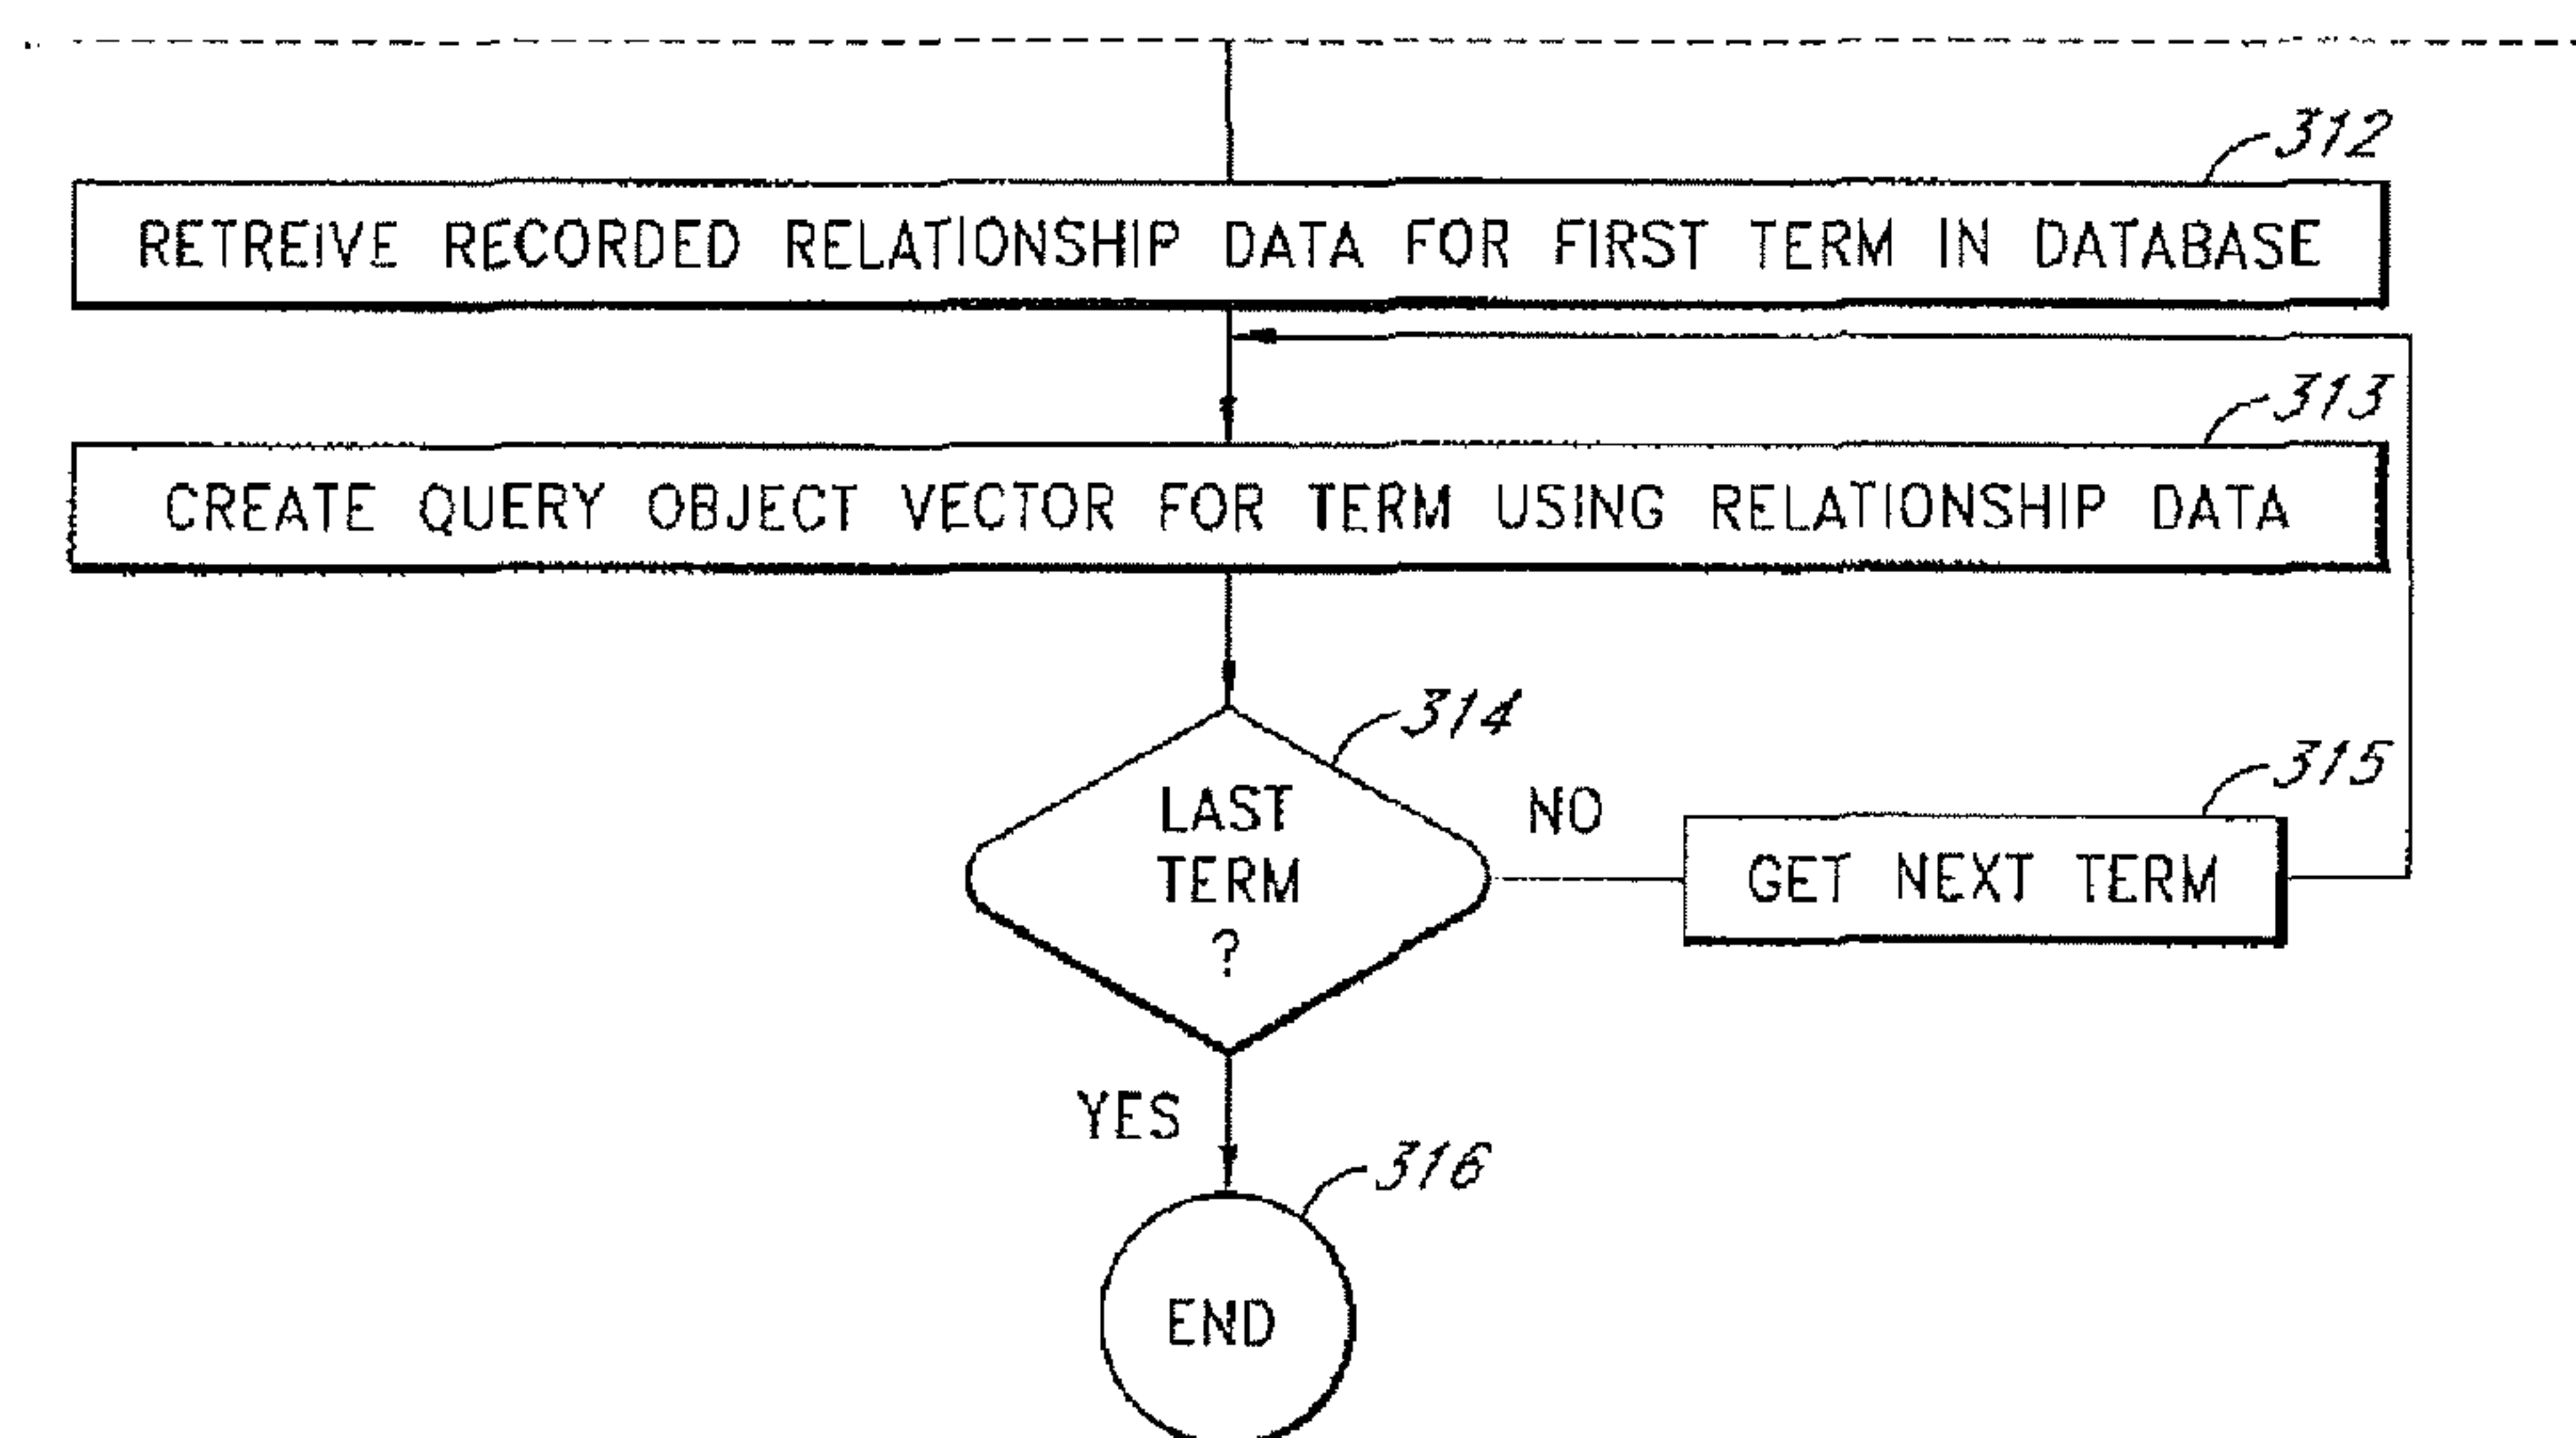 312
RETREIVE RECORDED RELATIONSHIP DATA FOR FIRST TERM IN DATABASE
313
CREATE QUERY OBJECT VECTOR FOR TERM USING RELATIONSHIP DATA
314
LAST
TERM
?
NO
315
GET NEXT TERM
YES
316
END